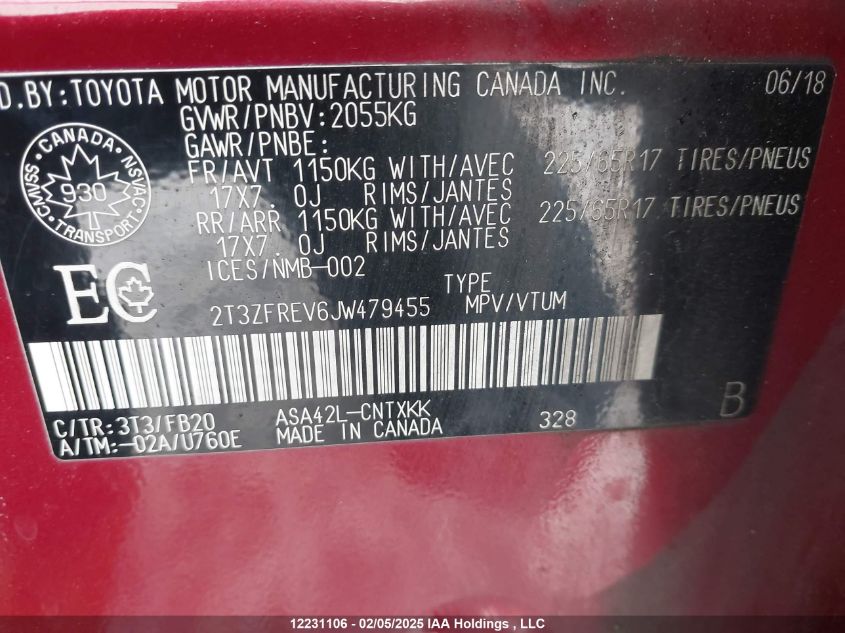 D.BY:TOYOTA MOTOR MANUFACTURING CANADA INC. 06/18
GVWR/PNBV:2055KG
GAWR/PNBE:
FR/AVT 1150KG WITH/AVEC 225/65R17 TIRES/PNEUS
17X7.0J RIMS/JANTES
RR/ARR 1150KG WITH/AVEC 225/65R17 TIRES/PNEUS
17X7.0J RIMS/JANTES
ICES/NMB-002
CANADA
CMVSS NSVAC
930
TRANSPORT
EC
TYPE
2T3ZFREV6JW479455 MPV/VTUM
C/TR:3T3/FB20 ASA42L-CNTXKK 328 B
A/TM:-02A/U760E MADE IN CANADA
12231106 - 02/05/2025 IAA Holdings , LLC